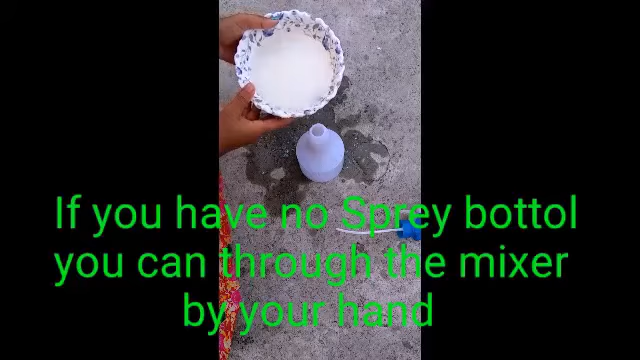 If you have no Sprey bottol
you can through the mixer
by your hand